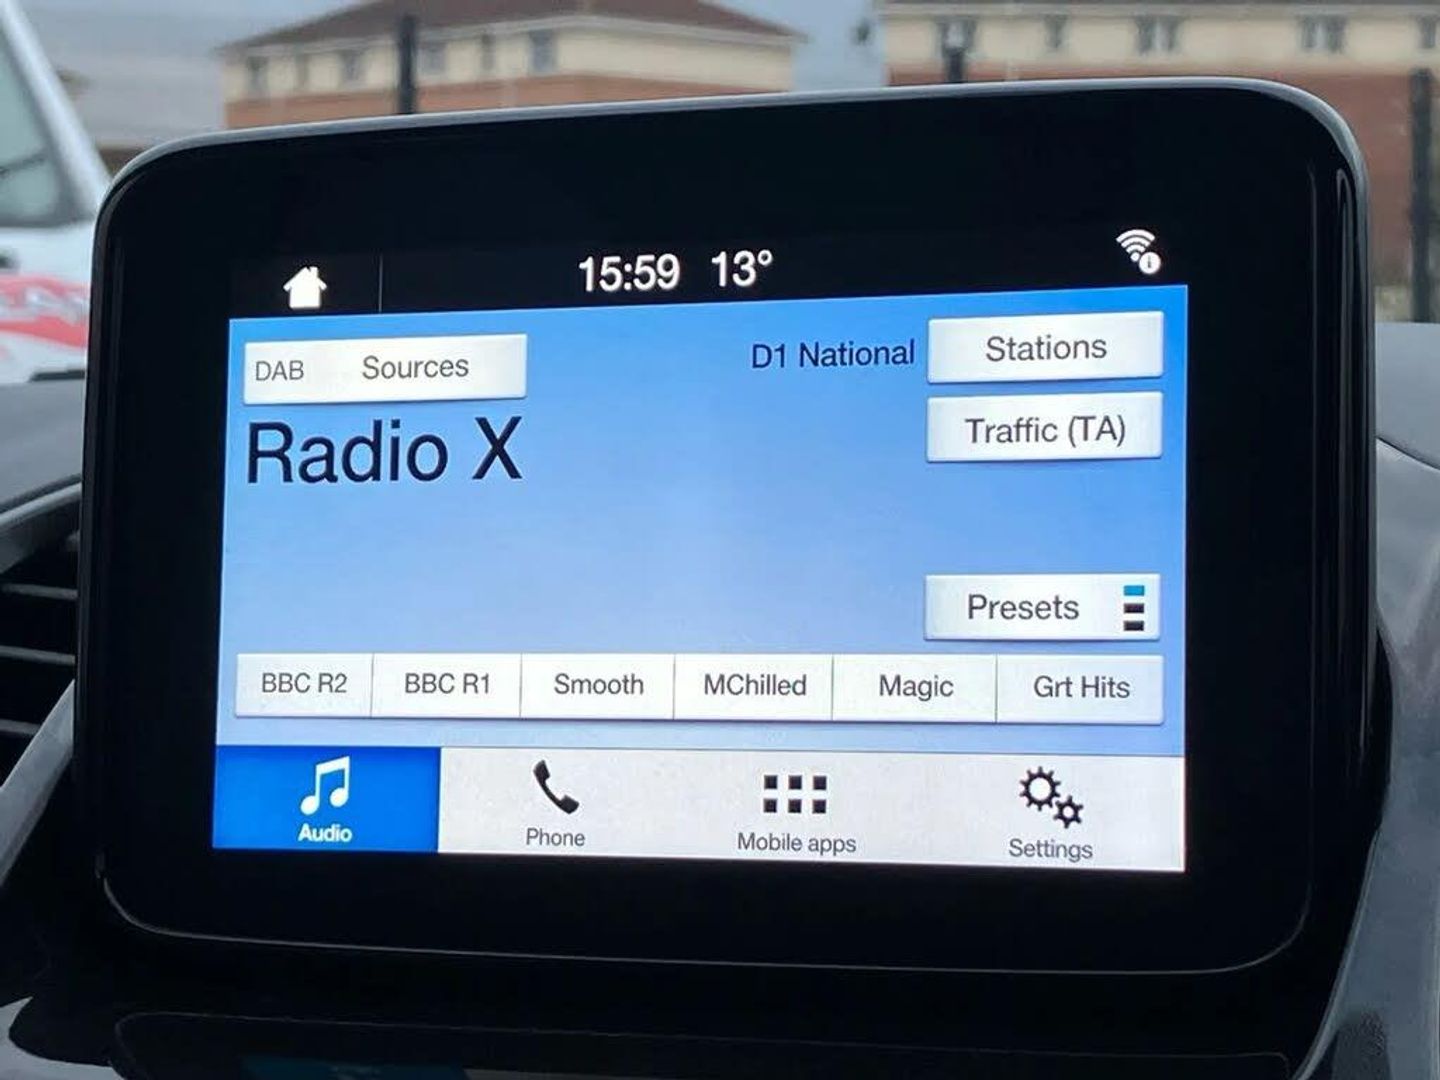 15:59 13°
DAB Sources
D1 National
Stations
Radio X
Traffic (TA)
Presets
BBC R2 BBC R1 Smooth MChilled Magic Grt Hits
Audio Phone Mobile apps Settings